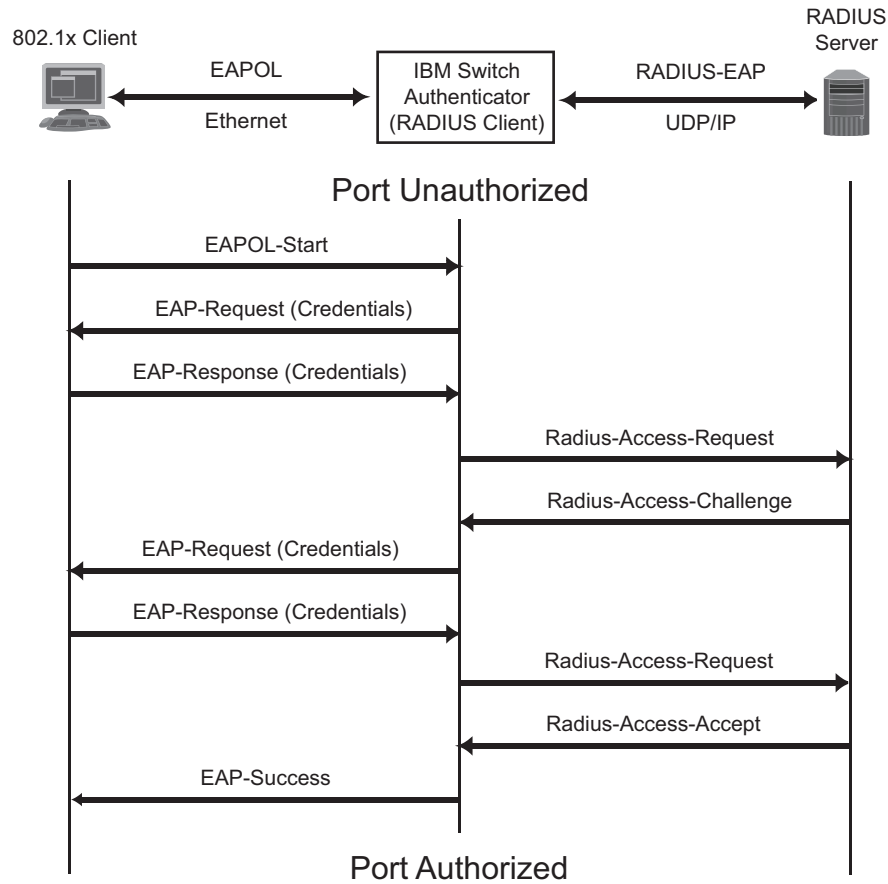 802.1x Client
EAPOL
Ethernet
IBM Switch
Authenticator
(RADIUS Client)
RADIUS-EAP
UDP/IP
RADIUS
Server
Port Unauthorized
EAPOL-Start
EAP-Request (Credentials)
EAP-Response (Credentials)
Radius-Access-Request
Radius-Access-Challenge
EAP-Request (Credentials)
EAP-Response (Credentials)
Radius-Access-Request
Radius-Access-Accept
EAP-Success
Port Authorized